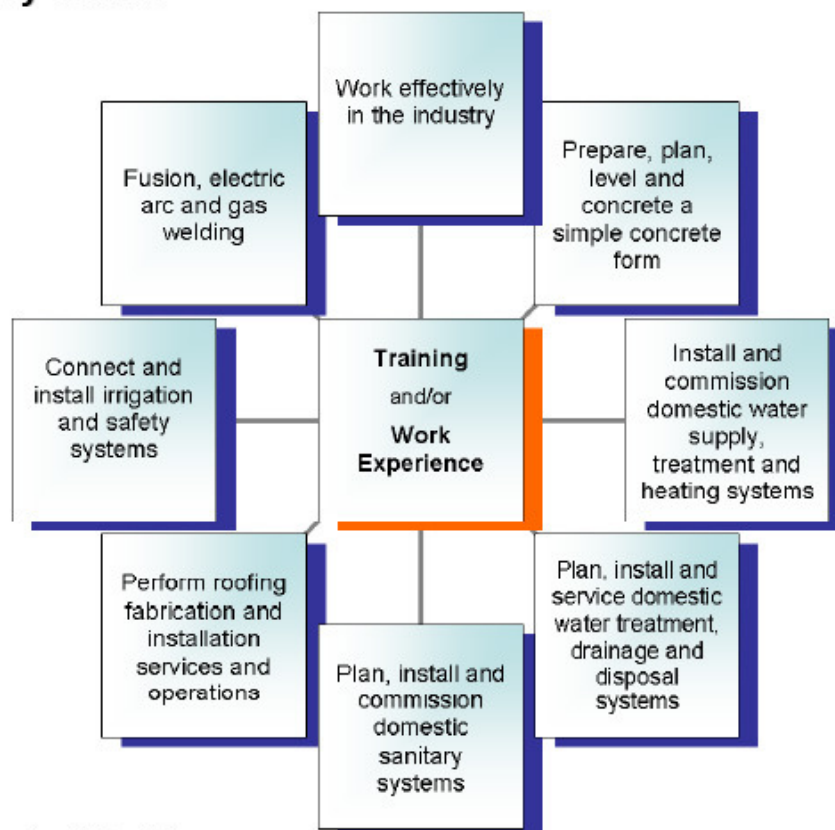 Work effectively
in the industry
Prepare, plan,
level and
concrete a
simple concrete
form
Install and
commission
domestic water
supply,
treatment and
heating systems
Plan, install and
service domestic
water treatment,
drainage and
disposal
systems
Plan, install and
commission
domestic
sanitary
systems
Perform roofing
fabrication and
installation
services and
operations
Connect and
install irrigation
and safety
systems
Fusion, electric
arc and gas
welding
Training
and/or
Work
Experience